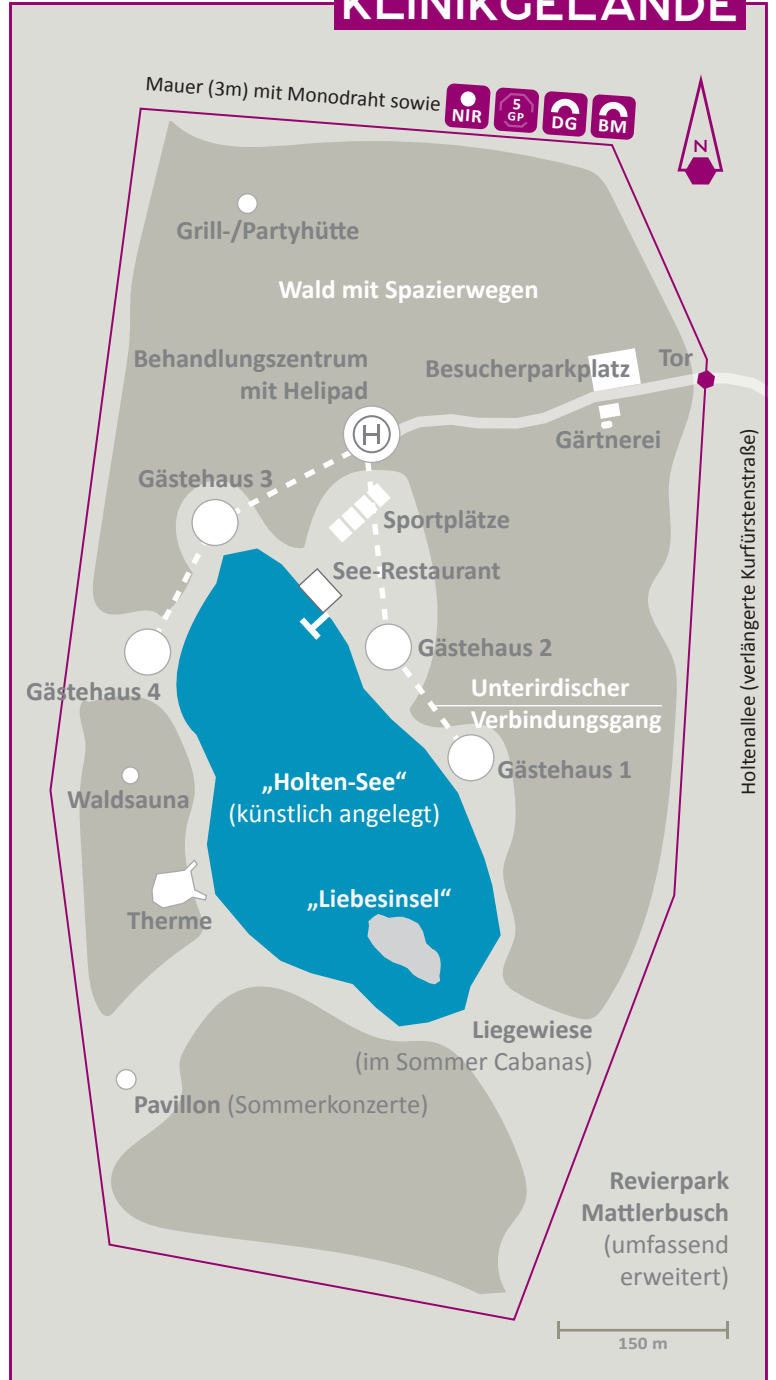 KLINIKGELÄNDE
Mauer (3m) mit Monodraht sowie
NIR
5
GP
DG
BM
N
Grill-/Partyhütte
Wald mit Spazierwegen
Behandlungszentrum
mit Helipad
Besucherparkplatz
Tor
H
Gärtnerei
Holtenallee (verlängerte Kurfürstenstraße)
Gästehaus 3
Sportplätze
See-Restaurant
Gästehaus 2
Gästehaus 4
Unterirdischer
Verbindungsgang
Gästehaus 1
„Holten-See“
(künstlich angelegt)
Waldsauna
„Liebesinsel“
Therme
Liegewiese
(im Sommer Cabanas)
Pavillon (Sommerkonzerte)
Revierpark
Mattlerbusch
(umfassend
erweitert)
150 m